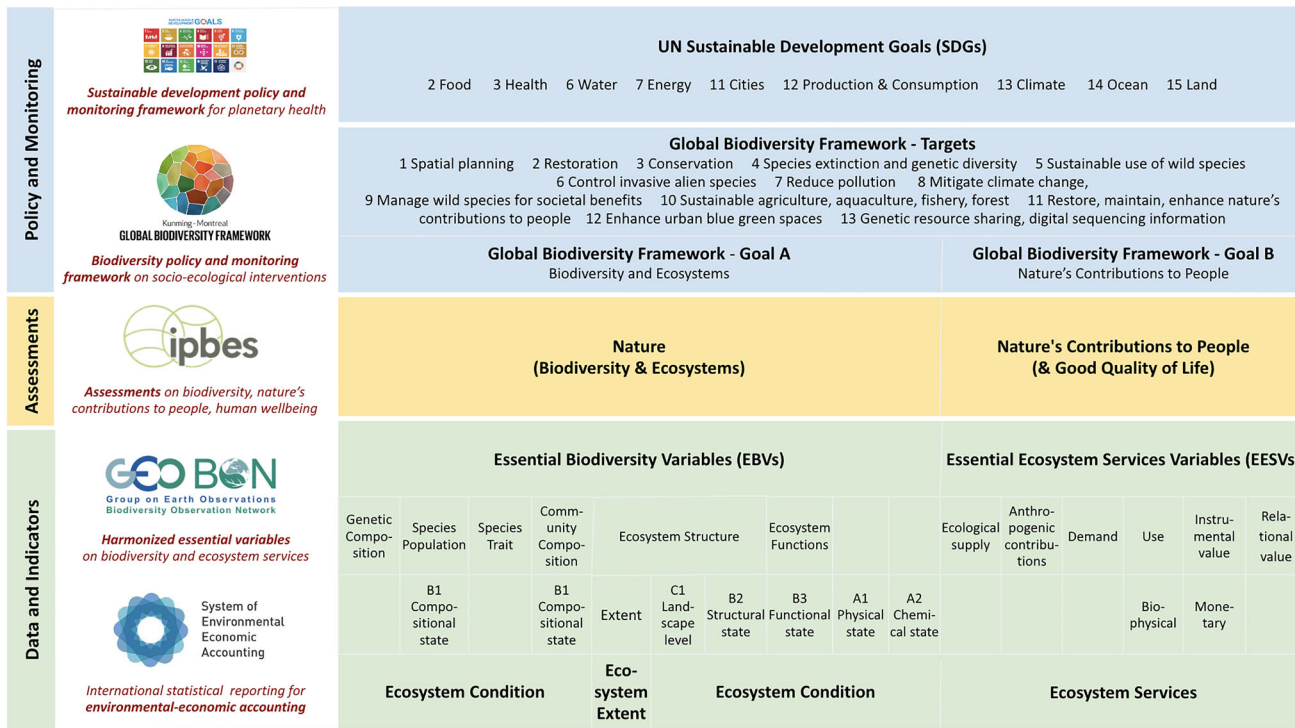 Policy and Monitoring
SUSTAINABLE DEVELOPMENT GOALS
Sustainable development policy and
monitoring framework for planetary health
UN Sustainable Development Goals (SDGs)
2 Food 3 Health 6 Water 7 Energy 11 Cities 12 Production & Consumption 13 Climate 14 Ocean 15 Land
Kunming - Montreal
GLOBAL BIODIVERSITY FRAMEWORK
Biodiversity policy and monitoring
framework on socio-ecological interventions
Global Biodiversity Framework - Targets
1 Spatial planning 2 Restoration 3 Conservation 4 Species extinction and genetic diversity 5 Sustainable use of wild species
6 Control invasive alien species 7 Reduce pollution 8 Mitigate climate change,
9 Manage wild species for societal benefits 10 Sustainable agriculture, aquaculture, fishery, forest 11 Restore, maintain, enhance nature's
contributions to people 12 Enhance urban blue green spaces 13 Genetic resource sharing, digital sequencing information
Global Biodiversity Framework - Goal A
Biodiversity and Ecosystems
Global Biodiversity Framework - Goal B
Nature's Contributions to People
Assessments
ipbes
Assessments on biodiversity, nature's
contributions to people, human wellbeing
Nature
(Biodiversity & Ecosystems)
Nature's Contributions to People
(& Good Quality of Life)
Data and Indicators
GEO BON
Group on Earth Observations
Biodiversity Observation Network
Harmonized essential variables
on biodiversity and ecosystem services
Essential Biodiversity Variables (EBVs)
Essential Ecosystem Services Variables (EESVs
Genetic
Compo-
sition
Species
Population
Species
Trait
Comm-
unity
Compo-
sition
Ecosystem Structure
Ecosystem
Functions
Ecological
supply
Anthro-
pogenic
contribu-
tions
Demand
Use
Instru-
mental
value
Rela-
tional
value
System of
Environmental
Economic
Accounting
International statistical reporting for
environmental-economic accounting
B1
Compo-
sitional
state
B1
Compo-
sitional
state
Extent
C1
Land-
scape
level
B2
Structural
state
B3
Functional
state
A1
Physical
state
A2
Chemi-
cal state
Bio-
physical
Mone-
tary
Ecosystem Condition
Eco-
system
Extent
Ecosystem Condition
Ecosystem Services